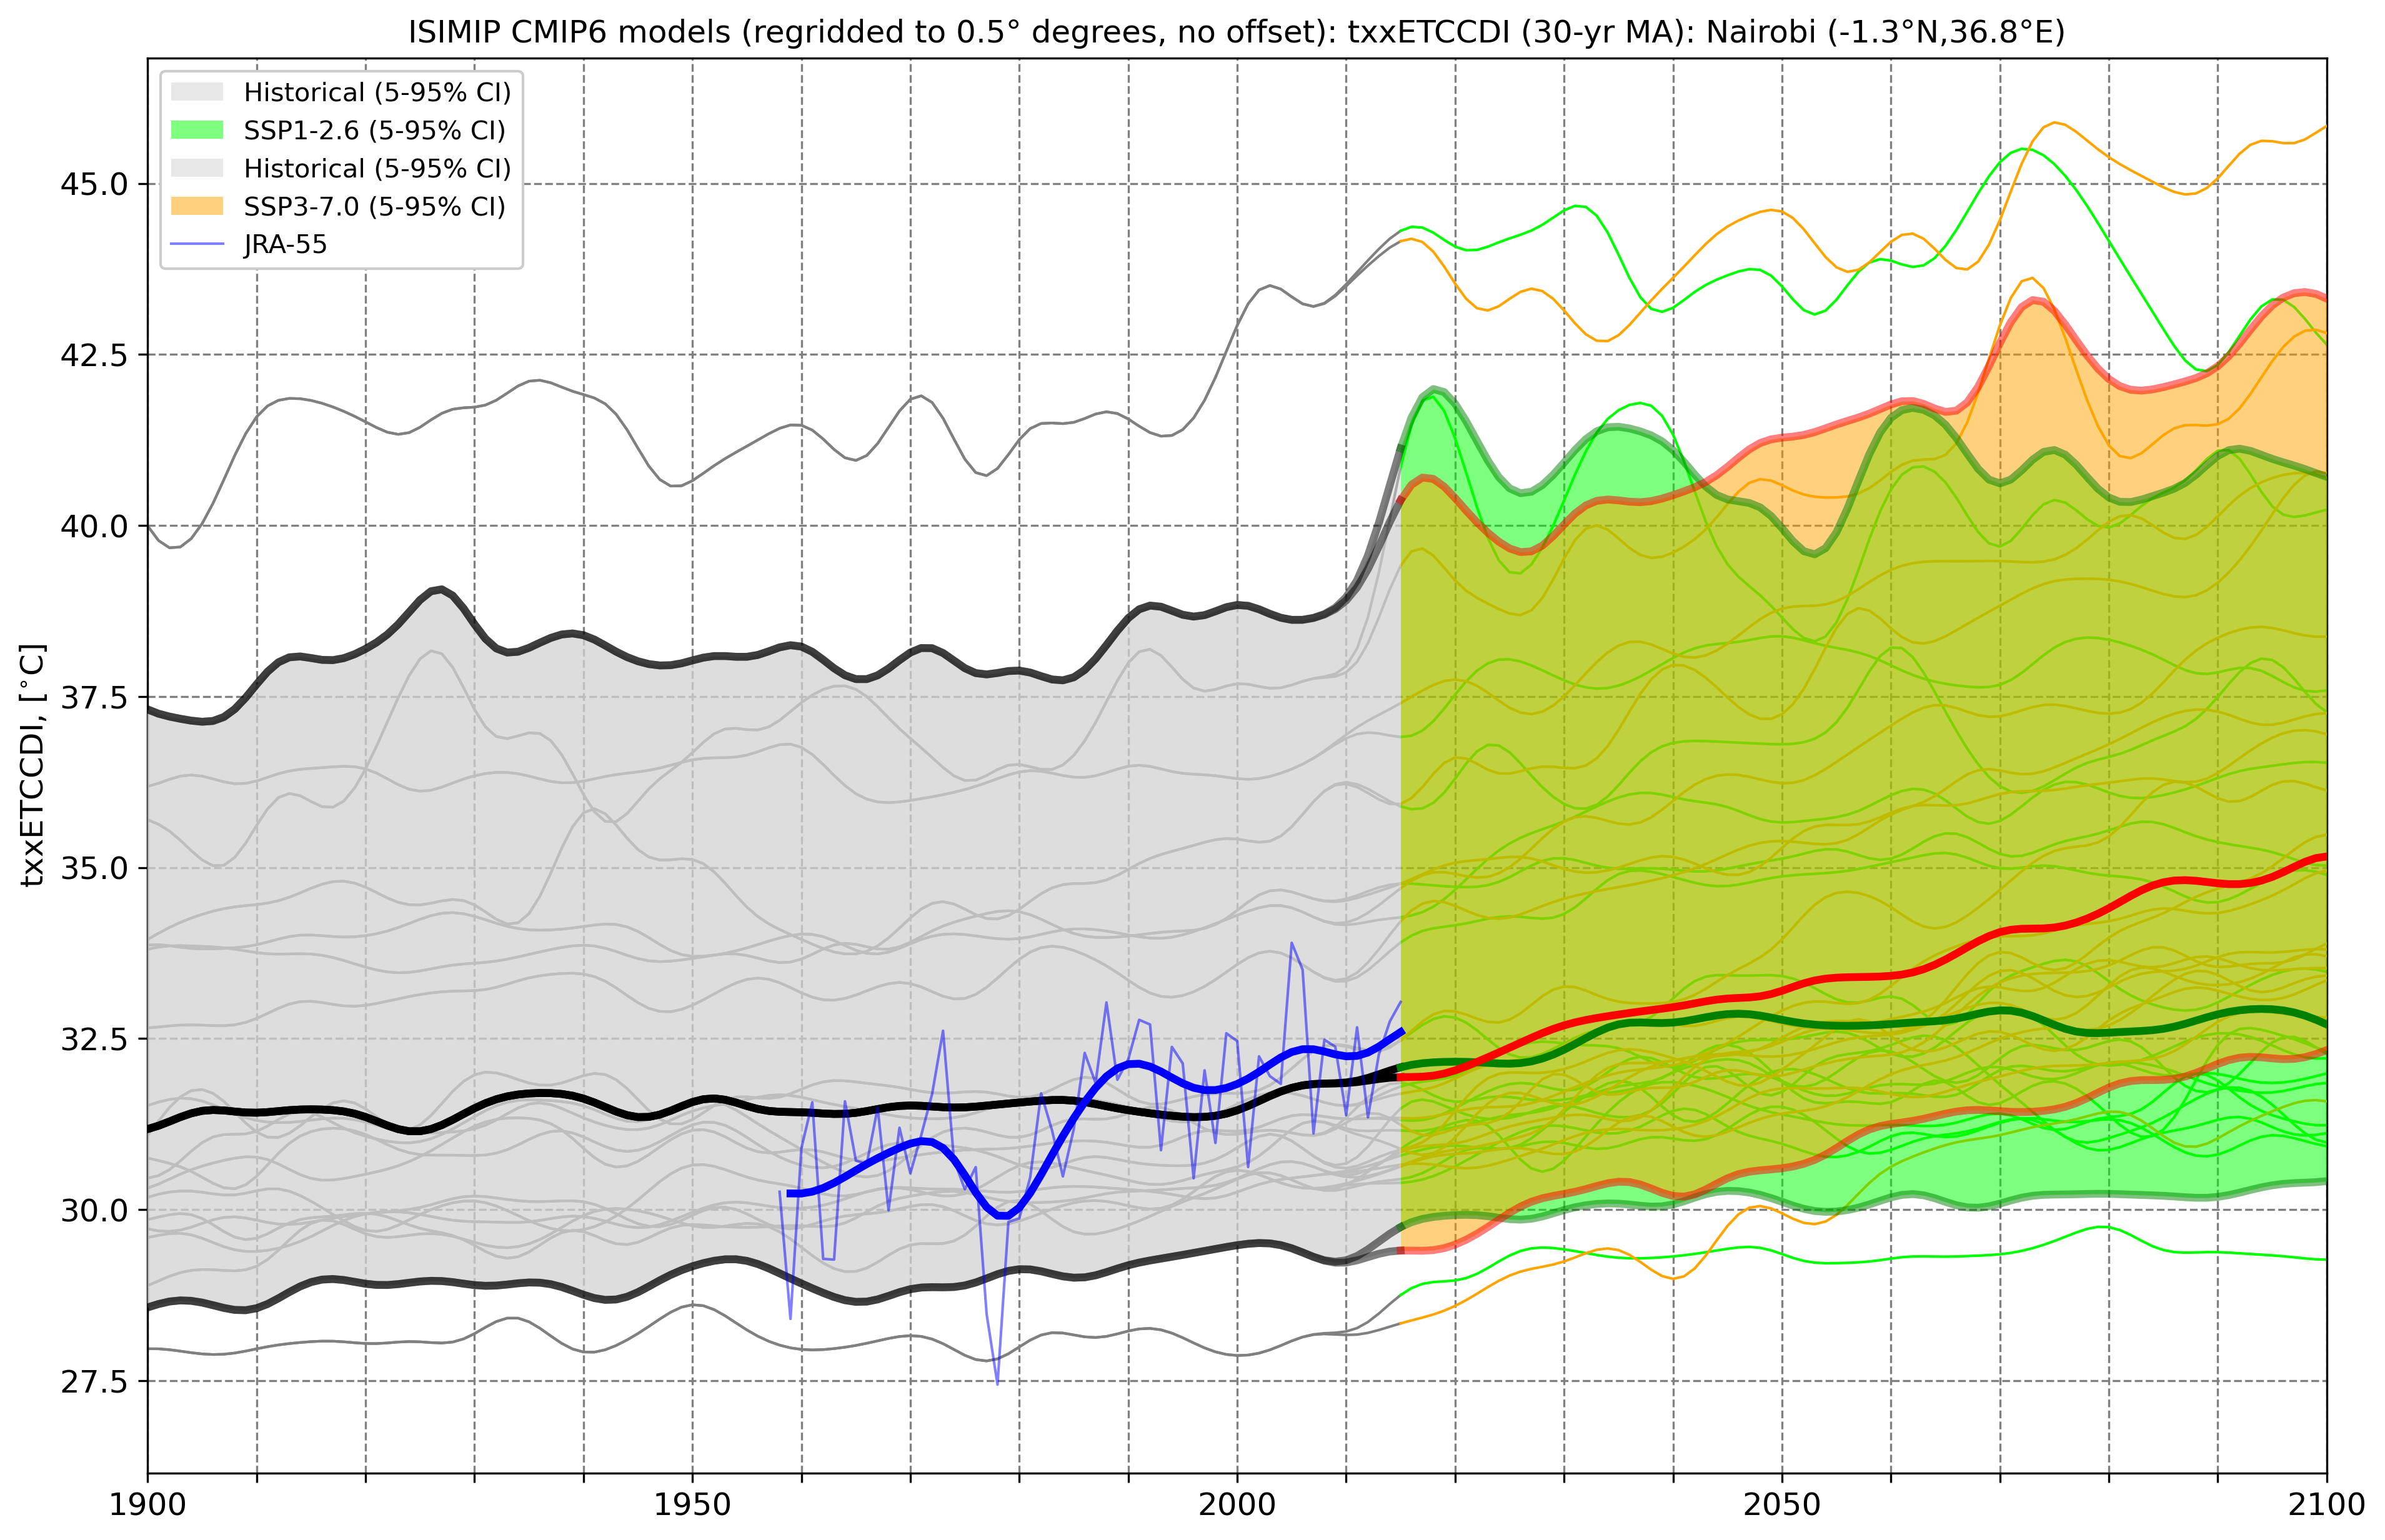 ISIMIP CMIP6 models (regridded to 0.5° degrees, no offset): txxETCCDI (30-yr MA): Nairobi (-1.3°N,36.8°E)
Historical (5-95% CI)
SSP1-2.6 (5-95% CI)
Historical (5-95% CI)
SSP3-7.0 (5-95% CI)
JRA-55
txxETCCDI, [°C]
45.0
42.5
40.0
37.5
35.0
32.5
30.0
27.5
1900
1950
2000
2050
2100